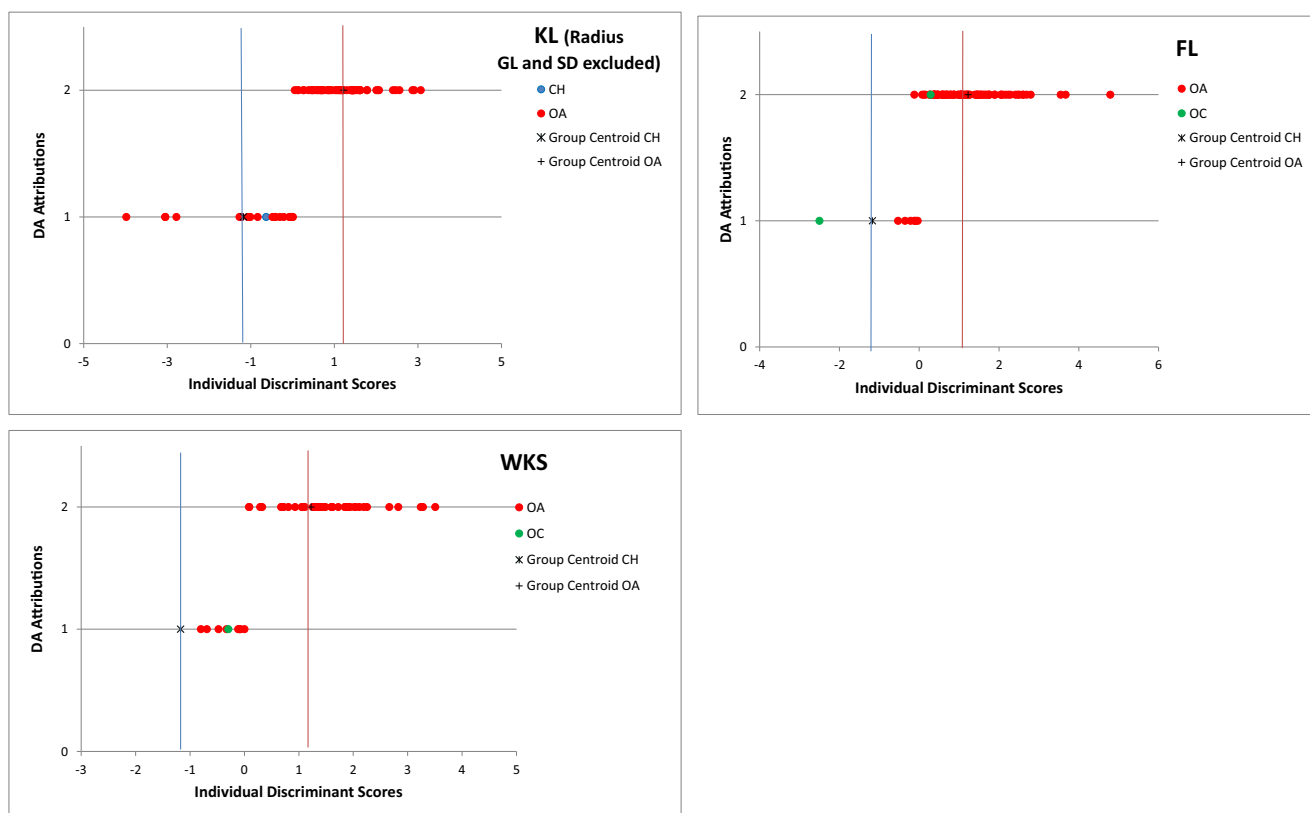 KL (Radius
GL and SD excluded)
CH
OA
Group Centroid CH
Group Centroid OA
DA Attributions
2
1
0
-5
-3
-1
1
3
5
Individual Discriminant Scores
FL
OA
OC
Group Centroid CH
Group Centroid OA
DA Attributions
2
1
0
-4
-2
0
2
4
6
Individual Discriminant Scores
WKS
OA
OC
Group Centroid CH
Group Centroid OA
DA Attributions
2
1
0
-3
-2
-1
0
1
2
3
4
5
Individual Discriminant Scores